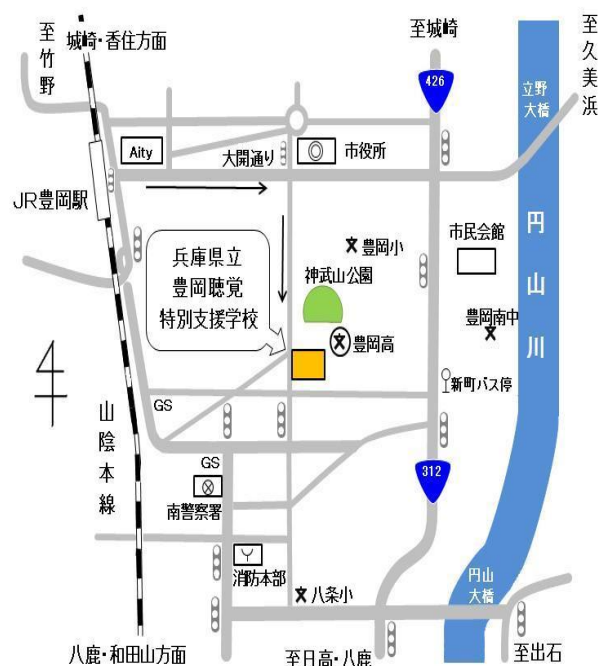 至竹野
城崎・香住方面
至城崎
至久美浜
426
立野
大橋
Aity
大開通り
市役所
JR豊岡駅
兵庫県立
豊岡聴覚
特別支援学校
豊岡小
神武山公園
市民会館
円山川
豊岡高
豊岡南中
新町バス停
GS
山陰本線
GS
312
南警察署
消防本部
円山
大橋
八条小
八鹿・和田山方面
至日高・八鹿
至出石